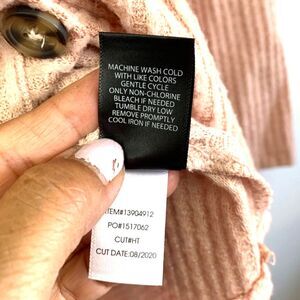 MACHINE WASH COLD
WITH LIKE COLORS
GENTLE CYCLE
ONLY NON-CHLORINE
BLEACH IF NEEDED
TUMBLE DRY LOW
REMOVE PROMPTLY
COOL IRON IF NEEDED
ITEM#13904912
PO#1517062
CUT#HT
CUT DATE:08/2020